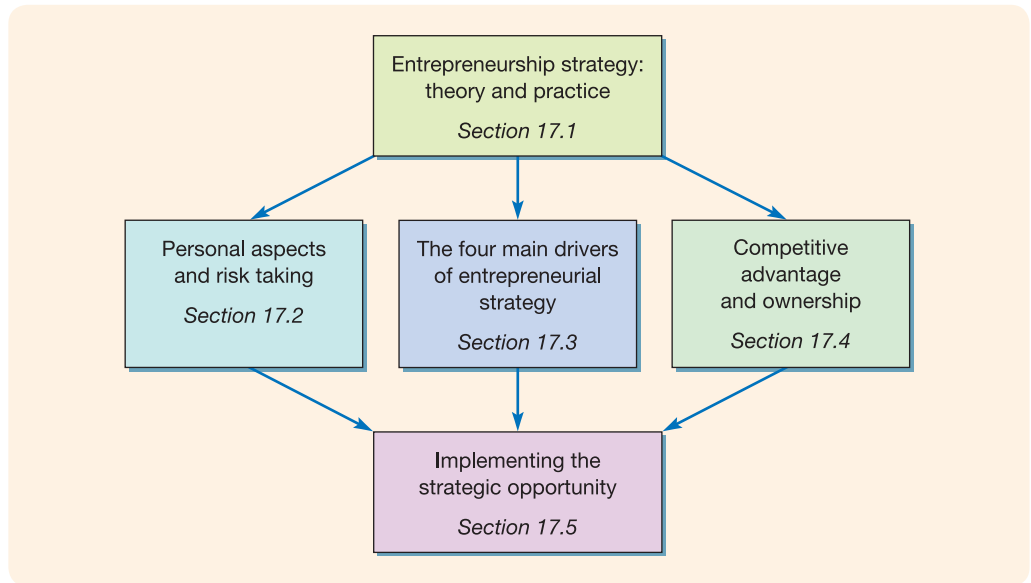 Entrepreneurship strategy:
theory and practice
Section 17.1
Personal aspects
and risk taking
Section 17.2
The four main drivers
of entrepreneurial
strategy
Section 17.3
Competitive
advantage
and ownership
Section 17.4
Implementing the
strategic opportunity
Section 17.5